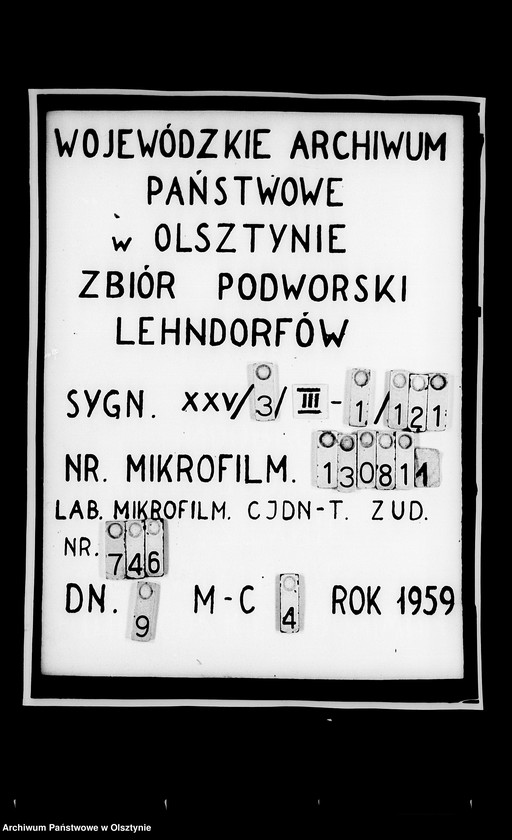 WOJEWÓDZKIE ARCHIWUM
PAŃSTWOWE
W OLSZTYNIE
ZBIÓR PODWORSKI
LEHNDORFÓW
SYGN. XXV/3/III-1/121
NR. MIKROFILM. 130811
LAB. MIKROFILM. CJDN-T. ZUD.
NR. 746
DN. 9 M-C 4 ROK 1959
Archiwum Państwowe w Olsztynie